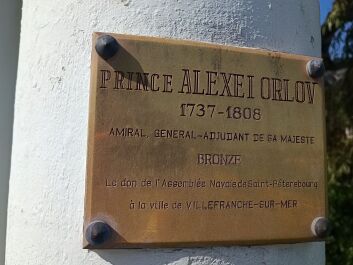 PRINCE ALEXEI ORLOV
1737-1808
AMIRAL, GENERAL-ADJUDANT DE SA MAJESTE
BRONZE
Le don de l'Assemblée Navale de Saint-Pétersbourg
à la ville de VILLEFRANCHE-SUR-MER